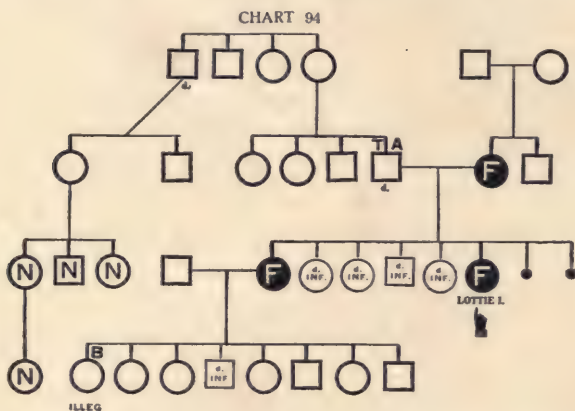 CHART 94
d.
T A
F
d.
N N N
F d. INF. d. INF. d. INF. d. INF. F
LOTTIE I.
N B d. INF
ILLEG